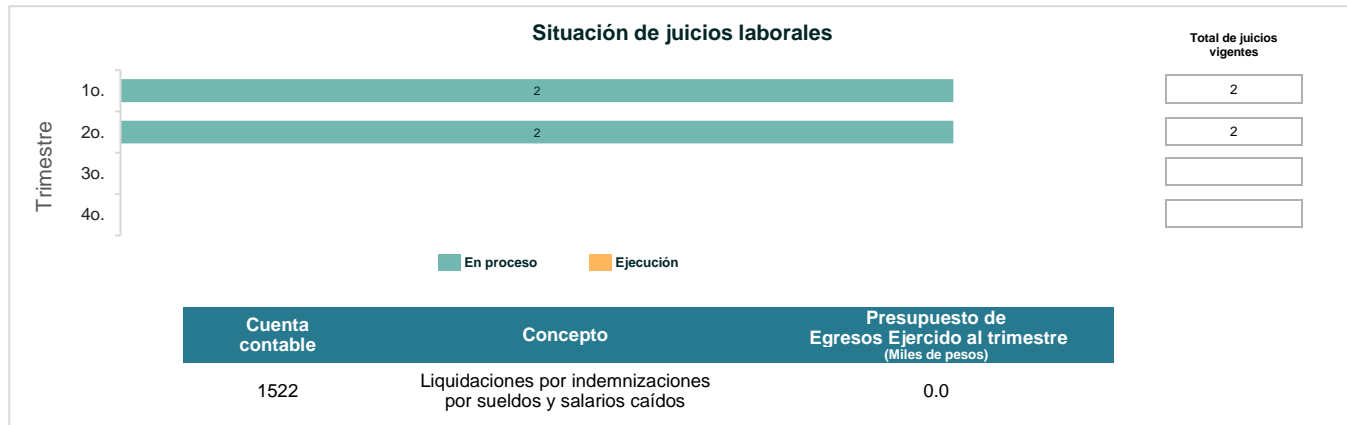 Situación de juicios laborales
Total de juicios
vigentes
Trimestre
1o.
2
2
2o.
2
2
3o.
4o.
En proceso
Ejecución
Cuenta
contable
Concepto
Presupuesto de
Egresos Ejercido al trimestre
(Miles de pesos)
1522
Liquidaciones por indemnizaciones
por sueldos y salarios caídos
0.0